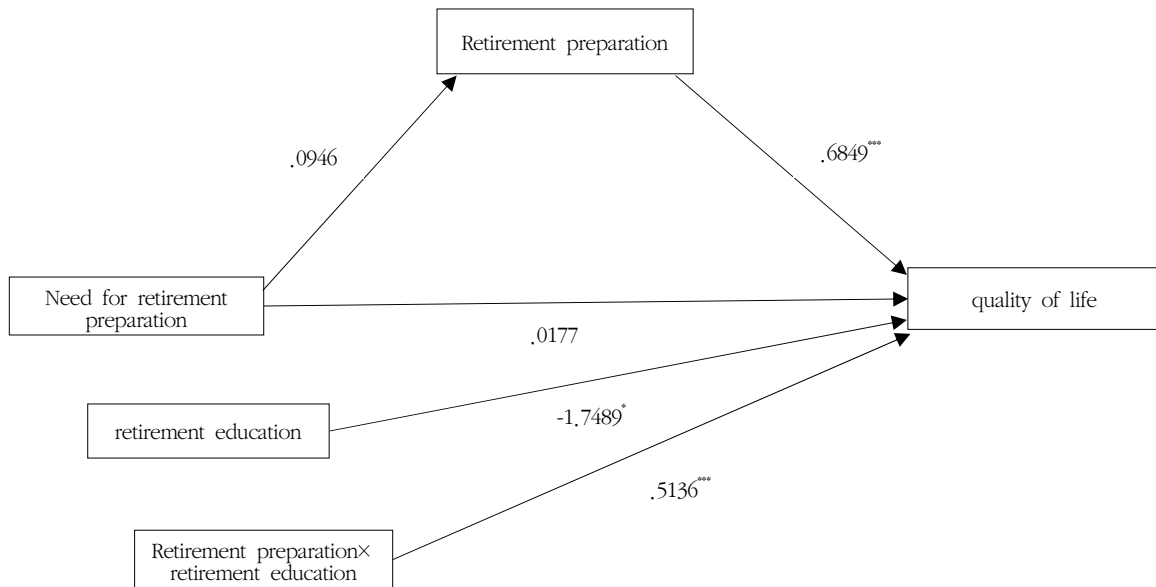 Retirement preparation
.0946
.6849***
Need for retirement
preparation
quality of life
.0177
retirement education
-1.7489*
.5136***
Retirement preparation×
retirement education